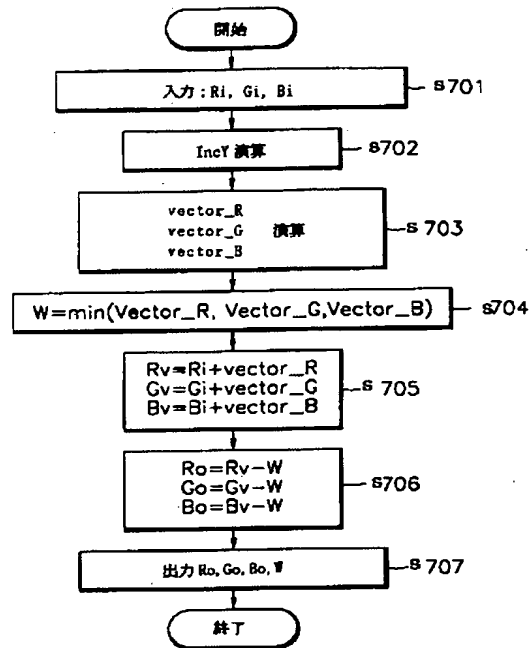 開始
入力：Ri, Gi, Bi
s701
IncY 演算
s702
vector_R
vector_G 演算
vector_B
s703
W=min(Vector_R, Vector_G,Vector_B)
s704
Rv=Ri+vector_R
Gv=Gi+vector_G
Bv=Bi+vector_B
s705
Ro=Rv-W
Go=Gv-W
Bo=Bv-W
s706
出力 Ro,Go,Bo,W
s707
終了